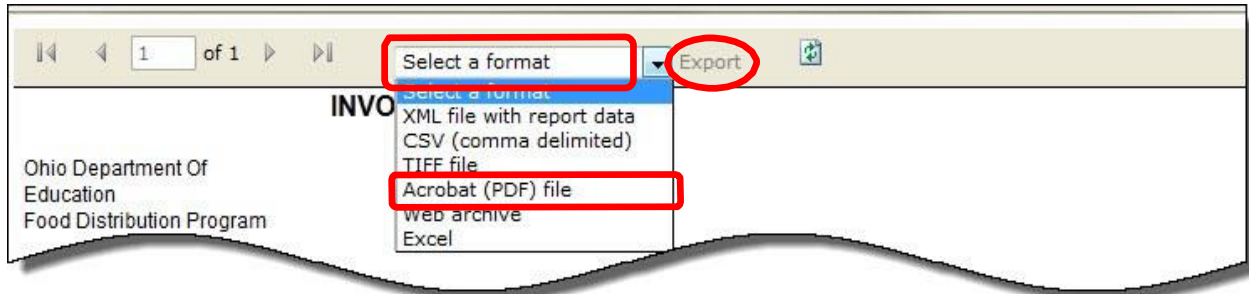 1 of 1 Select a format Export
INVO
Select a format
XML file with report data
CSV (comma delimited)
TIFF file
Acrobat (PDF) file
Web archive
Excel
Ohio Department Of
Education
Food Distribution Program